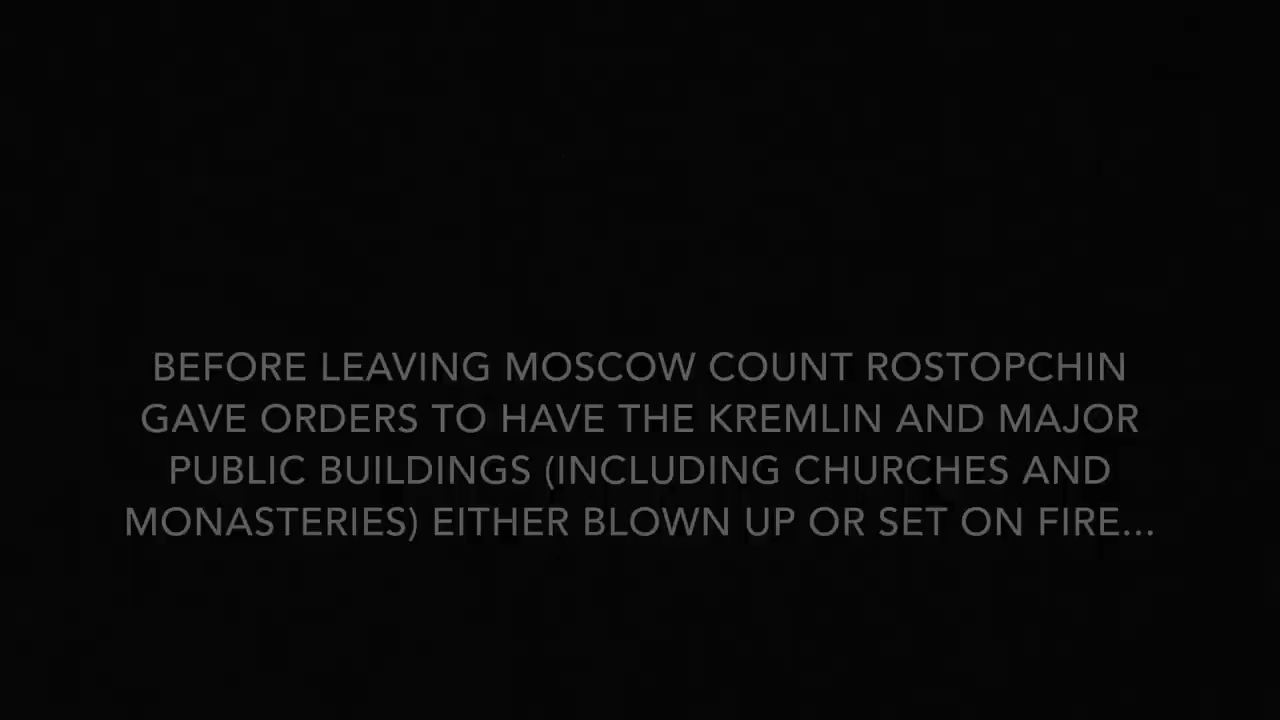 BEFORE LEAVING MOSCOW COUNT ROSTOPCHIN
GAVE ORDERS TO HAVE THE KREMLIN AND MAJOR
PUBLIC BUILDINGS (INCLUDING CHURCHES AND
MONASTERIES) EITHER BLOWN UP OR SET ON FIRE...